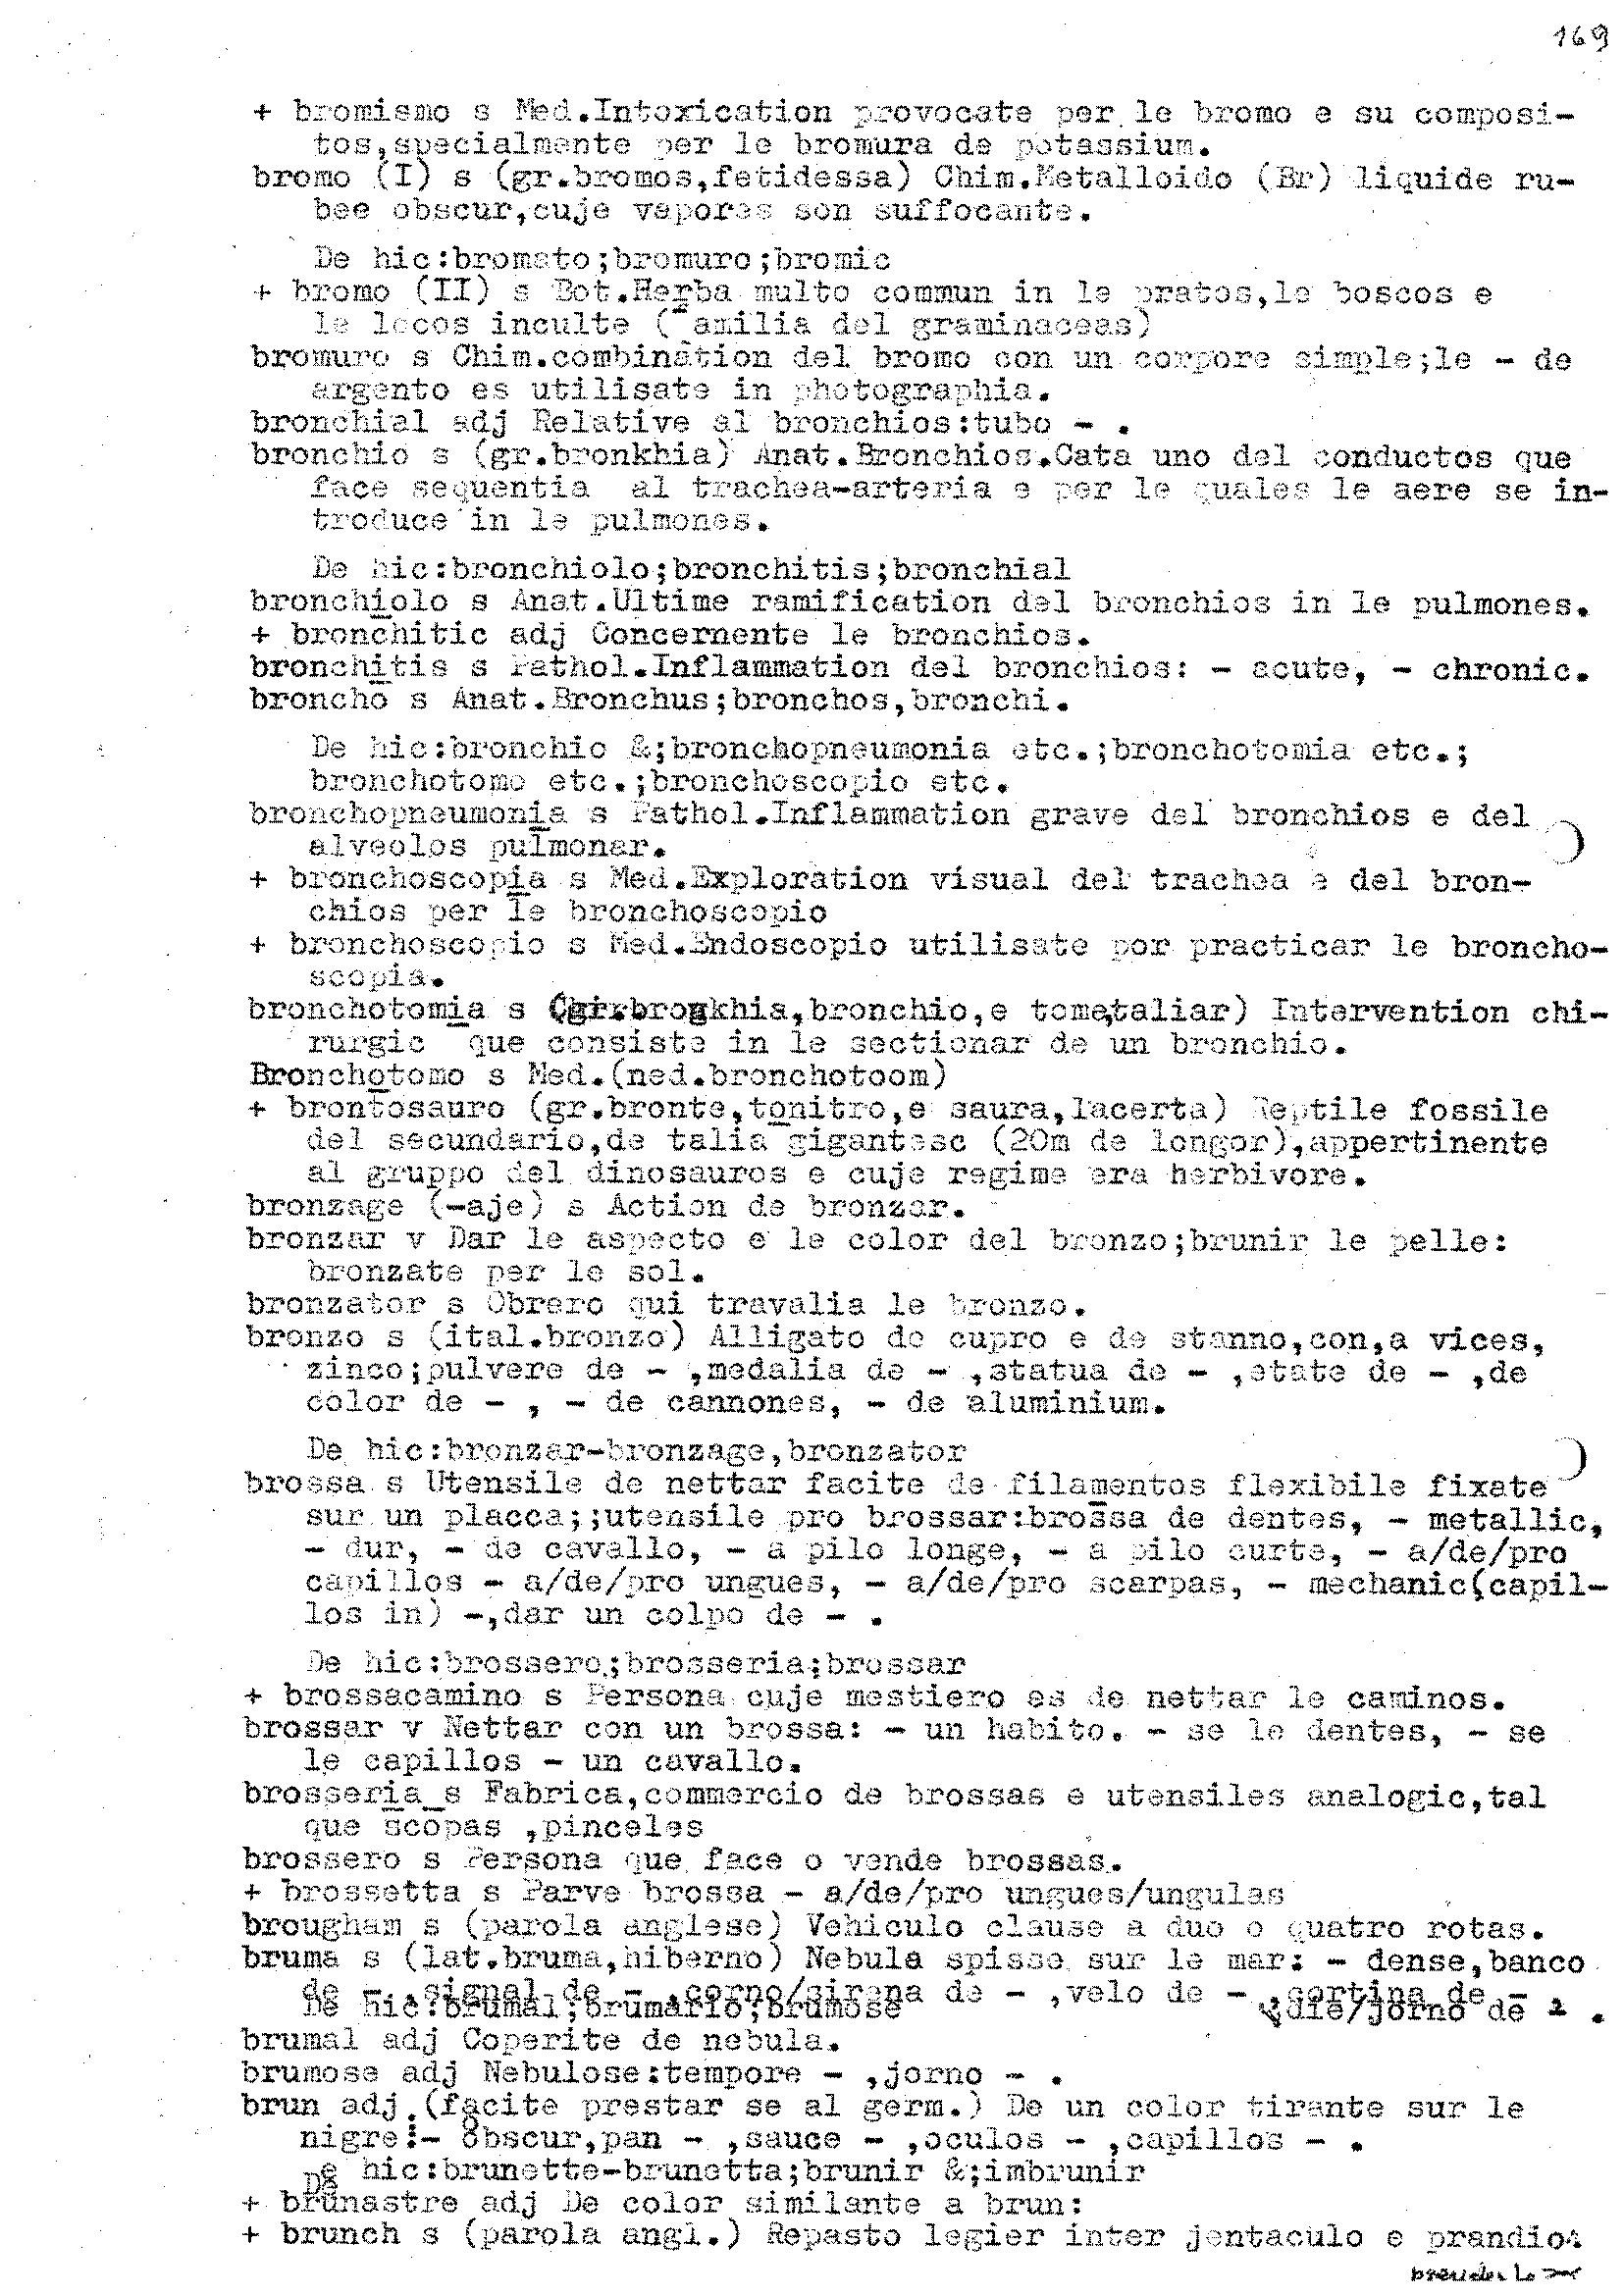 169
+ bromismo s Med.Intoxication provocate per le bromo e su composi-
tos,specialmente per le bromura de potassium.
bromo (I) s (gr.bromos,fetidessa) Chim.Metalloido (Br) liquide ru-
bee obscur,cuje vapores son suffocante.
De hic:bromato;bromuro;bromic
+ bromo (II) s Bot.Herba multo commun in le pratos,le boscos e
le locos inculte ( amilia del graminaceas)
bromuro s Chim.combination del bromo con un corpore simple;le - de
argento es utilisate in photographia.
bronchial adj Relative al bronchios:tubo - .
bronchio s (gr.bronkhia) Anat.Bronchios.Cata uno del conductos que
face sequentia  al trachea-arteria e per le quales le aere se in-
troduce in le pulmones.
De hic:bronchiolo;bronchitis;bronchial
bronchiolo s Anat.Ultime ramification del bronchios in le pulmones.
+ bronchitic adj Concernente le bronchios.
bronchitis s Pathol.Inflammation del bronchios: - acute, - chronic.
broncho s Anat.Bronchus;bronchos,bronchi.
De hic:bronchic &;bronchopneumonia etc.;bronchotomia etc.;
bronchotomo etc.;bronchoscopio etc.
bronchopneumonia s Pathol.Inflammation grave del bronchios e del
alveolos pulmonar.
+ bronchoscopia s Med.Exploration visual del trachea e del bron-
chios per le bronchoscopio
+ bronchoscopio s Med.Endoscopio utilisate por practicar le broncho-
scopia.
bronchotomia s (gr.bronkhia,bronchio,e tome,taliar) Intervention chi-
rurgic  que consiste in le sectionar de un bronchio.
Bronchotomo s Med.(ned.bronchotoom)
+ brontosauro (gr.bronte,tonitro,e saura,lacerta) Reptile fossile
del secundario,de talia gigantesc (20m de longor),appertinente
al gruppo del dinosauros e cuje regime era herbivore.
bronzage (-aje) s Action de bronzar.
bronzar v Dar le aspecto e le color del bronzo;brunir le pelle:
bronzate per le sol.
bronzator s Obrero qui travalia le bronzo.
bronzo s (ital.bronzo) Alligato de cupro e de stanno,con,a vices,
zinco;pulvere de - ,medalia de - ,statua de - ,etate de - ,de
color de - , - de cannones, - de aluminium.
De hic:bronzar-bronzage,bronzator
brossa s Utensile de nettar facite de filamentos flexibile fixate
sur un placca;;utensile pro brossar:brossa de dentes, - metallic,
- dur, - de cavallo, - a pilo longe, - a pilo curte, - a/de/pro
capillos - a/de/pro ungues, - a/de/pro scarpas, - mechanic(capil-
los in) -,dar un colpo de - .
De hic:brossero;brosseria;brossar
+ brossacamino s Persona cuje mestiero es de nettar le caminos.
brossar v Nettar con un brossa: - un habito. - se le dentes, - se
le capillos - un cavallo.
brosseria s Fabrica,commercio de brossas e utensiles analogic,tal
que scopas ,pinceles
brossero s Persona que face o vende brossas.
+ brossetta s Parve brossa - a/de/pro ungues/ungulas
brougham s (parola anglese) Vehiculo clause a duo o quatro rotas.
bruma s (lat.bruma,hiberno) Nebula spisse sur le mar: - dense,banco
de - ,signal de - ,corno/sirena de - ,velo de - ,cortina de -
De hic:brumal;brumario;brumose ,die/jorno de - .
brumal adj Coperite de nebula.
brumose adj Nebulose:tempore - ,jorno - .
brun adj.(facite prestar se al germ.) De un color tirante sur le
nigre:- obscur,pan - ,sauce - ,oculos - ,capillos - .
De hic:brunette-brunetta;brunir &;imbrunir
+ brunastre adj De color similante a brun:
+ brunch s (parola angl.) Repasto legier inter jentaculo e prandio